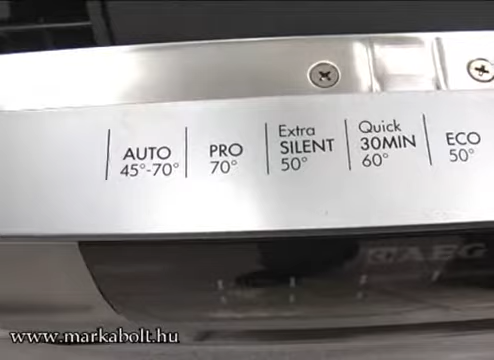 AUTO
45°-70°
PRO
70°
Extra
SILENT
50°
Quick
30MIN
60°
ECO
50°
AEG
www.markabolt.hu